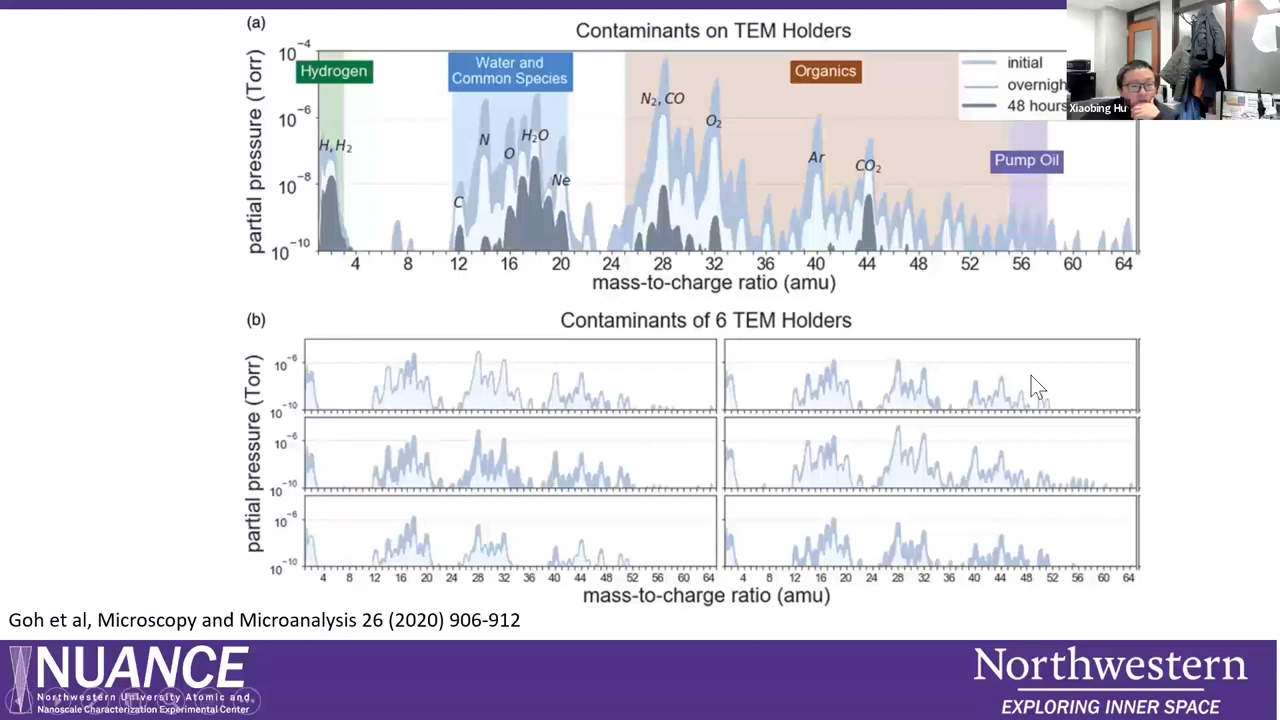 (a)
Contaminants on TEM Holders
Hydrogen
Water and
Common Species
Organics
Pump Oil
initial
overnigh
48 hours
H, H2
C
N
O
H2O
Ne
N2, CO
O2
Ar
CO2
partial pressure (Torr)
10−4
10−6
10−8
10−10
4 8 12 16 20 24 28 32 36 40 44 48 52 56 60 64
mass-to-charge ratio (amu)
Xiaobing Hu
(b)
Contaminants of 6 TEM Holders
partial pressure (Torr)
10−6
10−10
10−6
10−10
partial pressure (Torr)
10−6
10−10
4 8 12 16 20 24 28 32 36 40 44 48 52 56 60 64
4 8 12 16 20 24 28 32 36 40 44 48 52 56 60 64
mass-to-charge ratio (amu)
Goh et al, Microscopy and Microanalysis 26 (2020) 906-912
NUANCE
Northwestern University Atomic and
Nanoscale Characterization Experimental Center
Northwestern
EXPLORING INNER SPACE